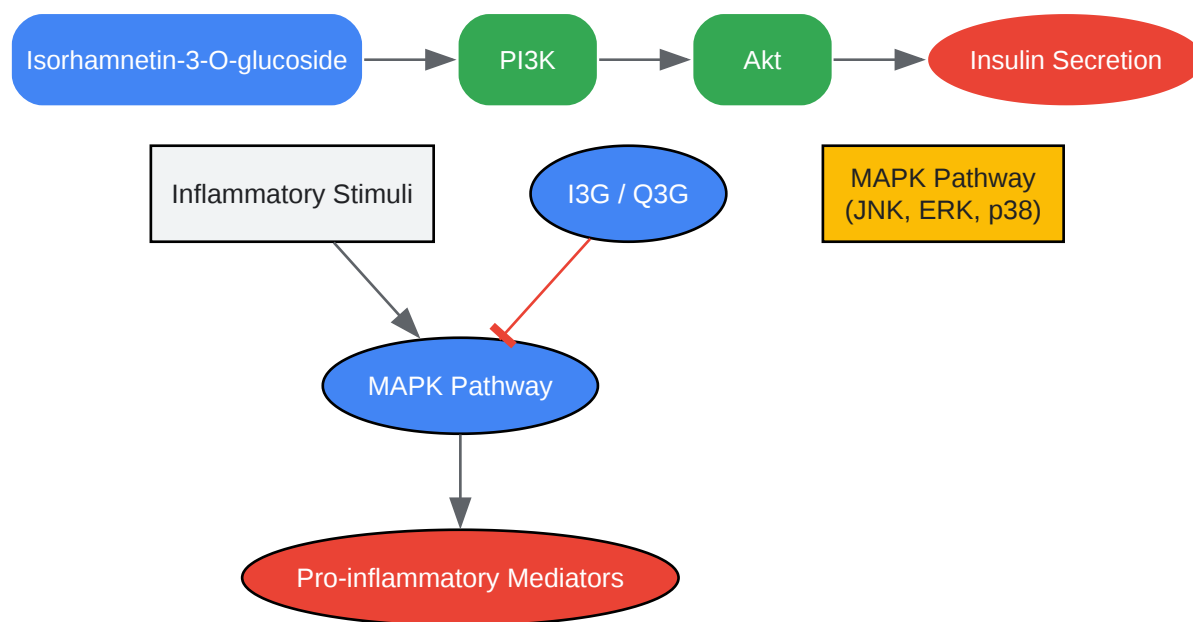 Isorhamnetin-3-O-glucoside
PI3K
Akt
Insulin Secretion
Inflammatory Stimuli
I3G / Q3G
MAPK Pathway
(JNK, ERK, p38)
MAPK Pathway
Pro-inflammatory Mediators